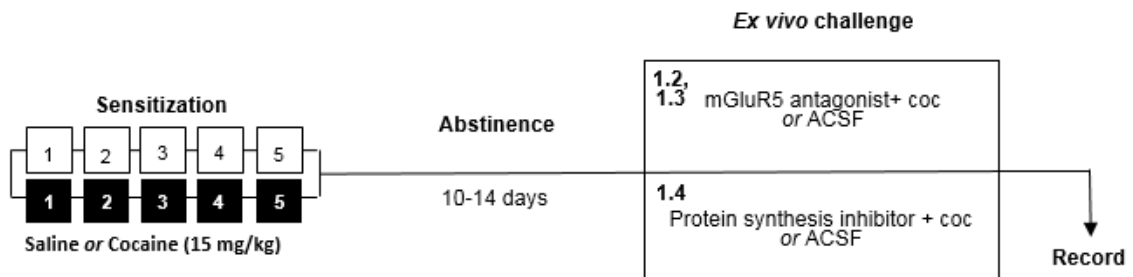 Ex vivo challenge
Sensitization
1 2 3 4 5
1 2 3 4 5
Saline or Cocaine (15 mg/kg)
Abstinence
10-14 days
1.2,
1.3 mGluR5 antagonist+ coc
or ACSF
1.4
Protein synthesis inhibitor + coc
or ACSF
Record